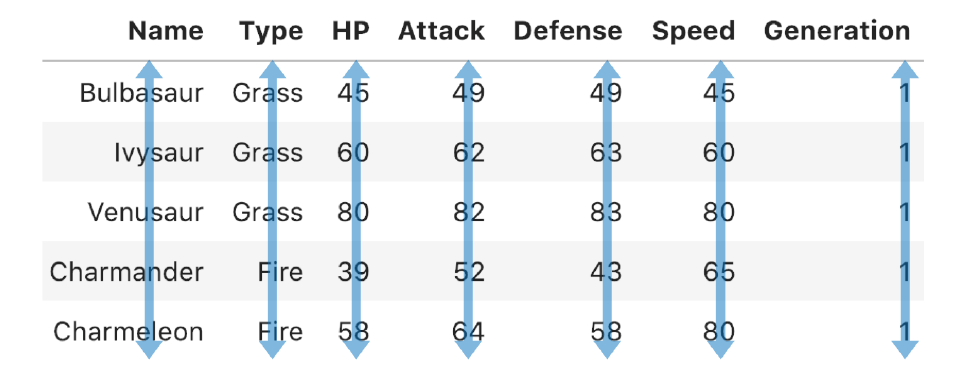 Name Type HP Attack Defense Speed Generation
Bulbasaur Grass 45 49 49 45 1
Ivysaur Grass 60 62 63 60 1
Venusaur Grass 80 82 83 80 1
Charmander Fire 39 52 43 65 1
Charmeleon Fire 58 64 58 80 1